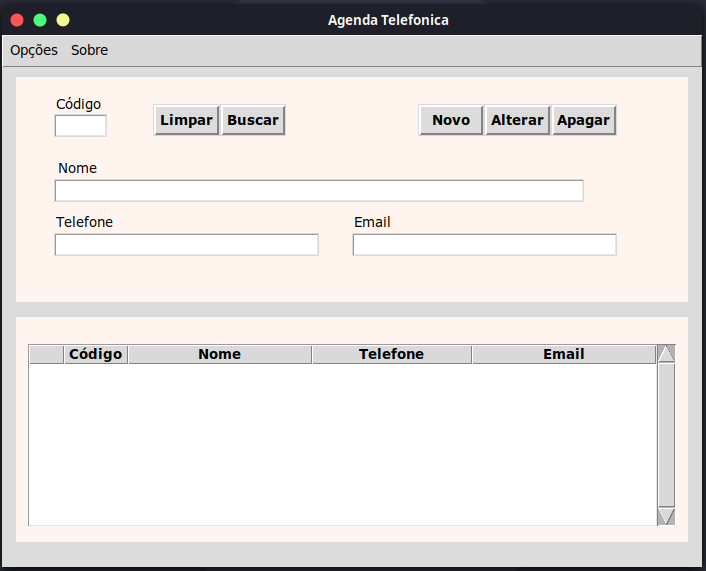 Agenda Telefonica
Opções Sobre
Código
Limpar Buscar Novo Alterar Apagar
Nome
Telefone Email
Código Nome Telefone Email